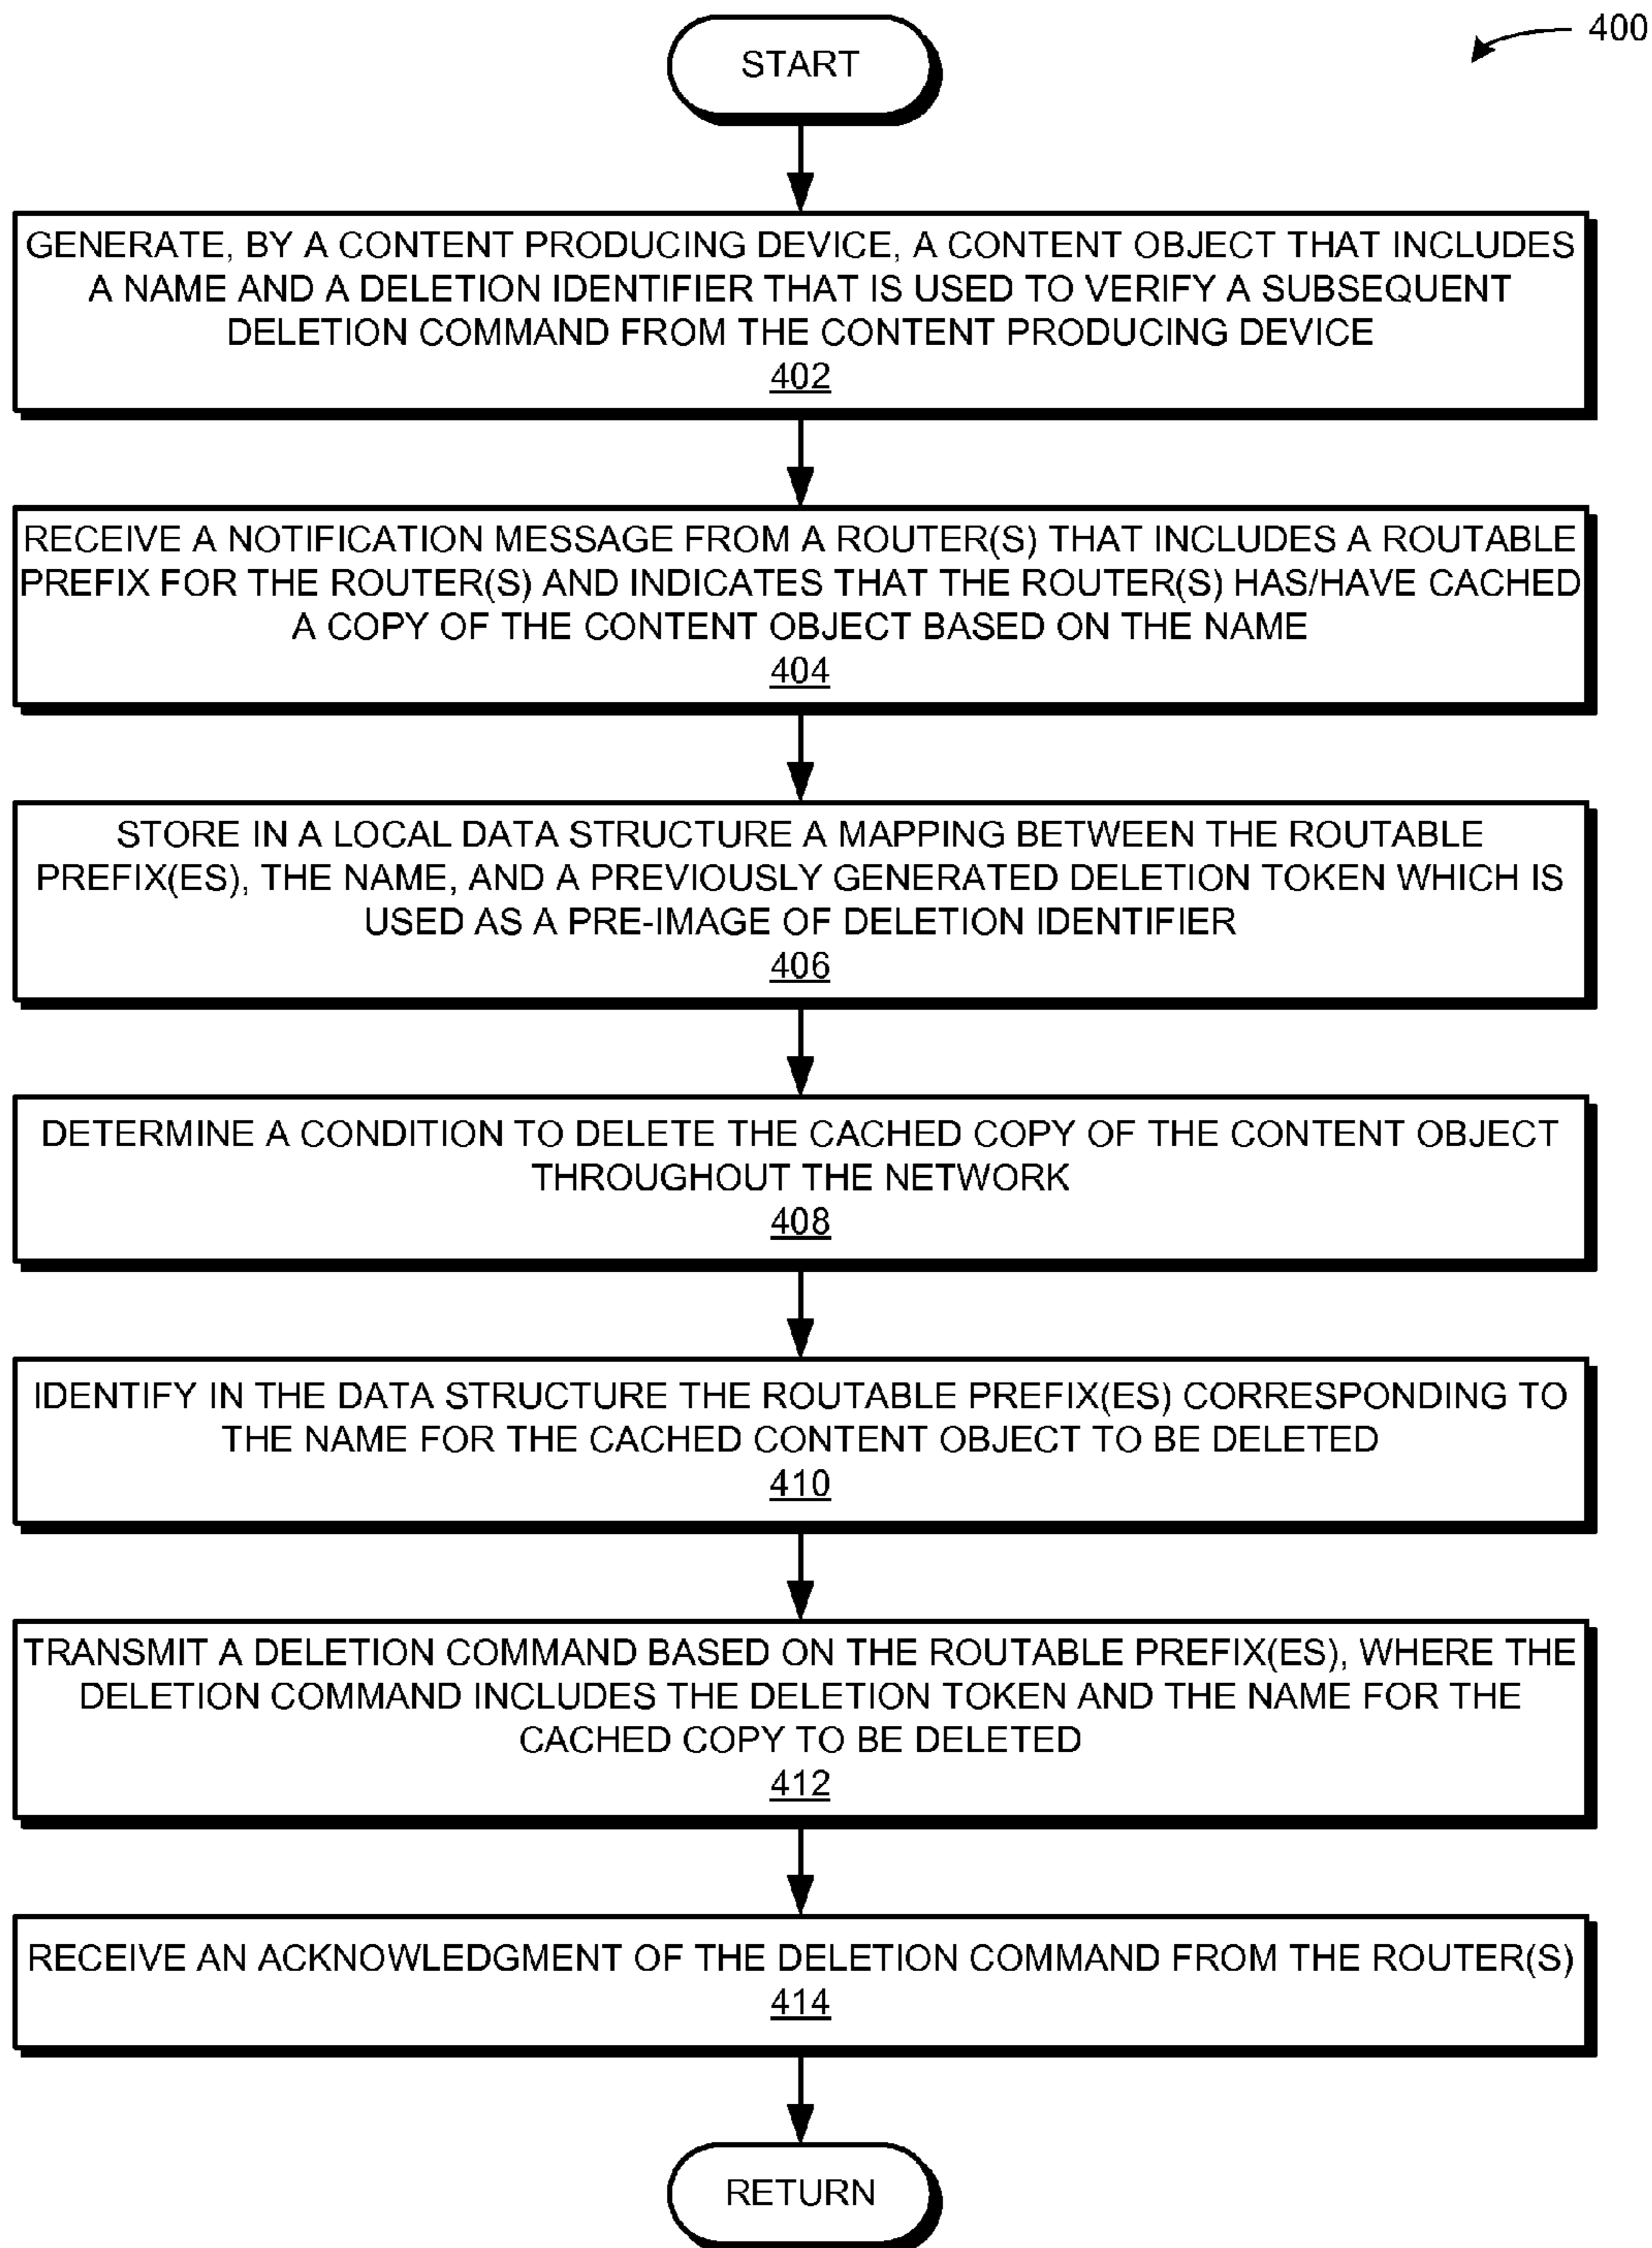 400
START
GENERATE, BY A CONTENT PRODUCING DEVICE, A CONTENT OBJECT THAT INCLUDES
A NAME AND A DELETION IDENTIFIER THAT IS USED TO VERIFY A SUBSEQUENT
DELETION COMMAND FROM THE CONTENT PRODUCING DEVICE
402
RECEIVE A NOTIFICATION MESSAGE FROM A ROUTER(S) THAT INCLUDES A ROUTABLE
PREFIX FOR THE ROUTER(S) AND INDICATES THAT THE ROUTER(S) HAS/HAVE CACHED
A COPY OF THE CONTENT OBJECT BASED ON THE NAME
404
STORE IN A LOCAL DATA STRUCTURE A MAPPING BETWEEN THE ROUTABLE
PREFIX(ES), THE NAME, AND A PREVIOUSLY GENERATED DELETION TOKEN WHICH IS
USED AS A PRE-IMAGE OF DELETION IDENTIFIER
406
DETERMINE A CONDITION TO DELETE THE CACHED COPY OF THE CONTENT OBJECT
THROUGHOUT THE NETWORK
408
IDENTIFY IN THE DATA STRUCTURE THE ROUTABLE PREFIX(ES) CORRESPONDING TO
THE NAME FOR THE CACHED CONTENT OBJECT TO BE DELETED
410
TRANSMIT A DELETION COMMAND BASED ON THE ROUTABLE PREFIX(ES), WHERE THE
DELETION COMMAND INCLUDES THE DELETION TOKEN AND THE NAME FOR THE
CACHED COPY TO BE DELETED
412
RECEIVE AN ACKNOWLEDGMENT OF THE DELETION COMMAND FROM THE ROUTER(S)
414
RETURN